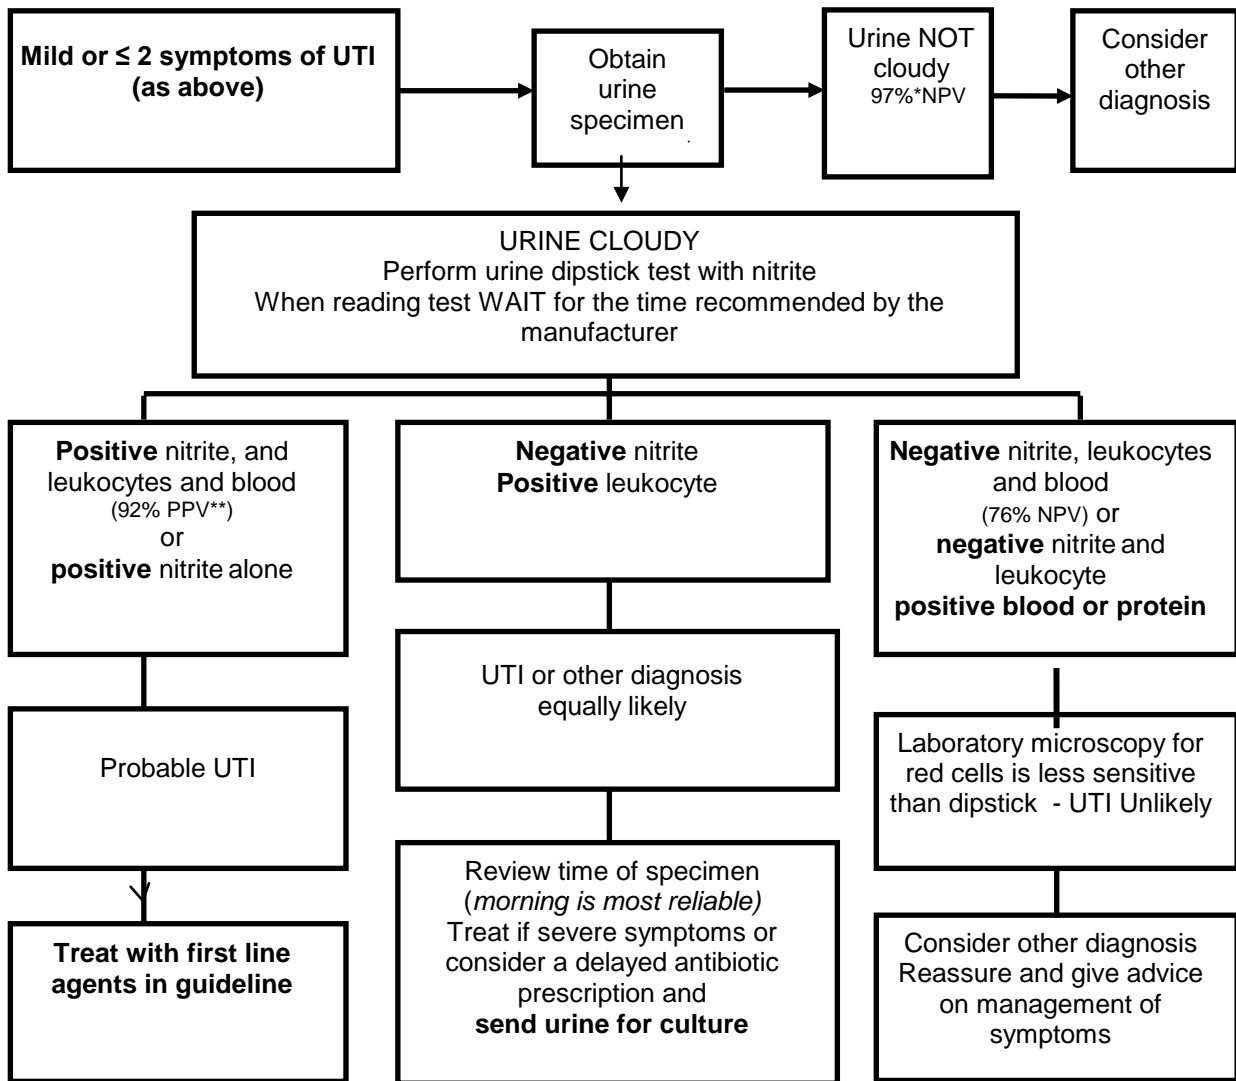 Mild or ≤ 2 symptoms of UTI
(as above)
Obtain
urine
specimen
.
Urine NOT
cloudy
97%*NPV
Consider
other
diagnosis
URINE CLOUDY
Perform urine dipstick test with nitrite
When reading test WAIT for the time recommended by the
manufacturer
Positive nitrite, and
leukocytes and blood
(92% PPV**)
or
positive nitrite alone
Negative nitrite
Positive leukocyte
Negative nitrite, leukocytes
and blood
(76% NPV) or
negative nitrite and
leukocyte
positive blood or protein
Probable UTI
UTI or other diagnosis
equally likely
Laboratory microscopy for
red cells is less sensitive
than dipstick - UTI Unlikely
Treat with first line
agents in guideline
Review time of specimen
(morning is most reliable)
Treat if severe symptoms or
consider a delayed antibiotic
prescription and
send urine for culture
Consider other diagnosis
Reassure and give advice
on management of
symptoms